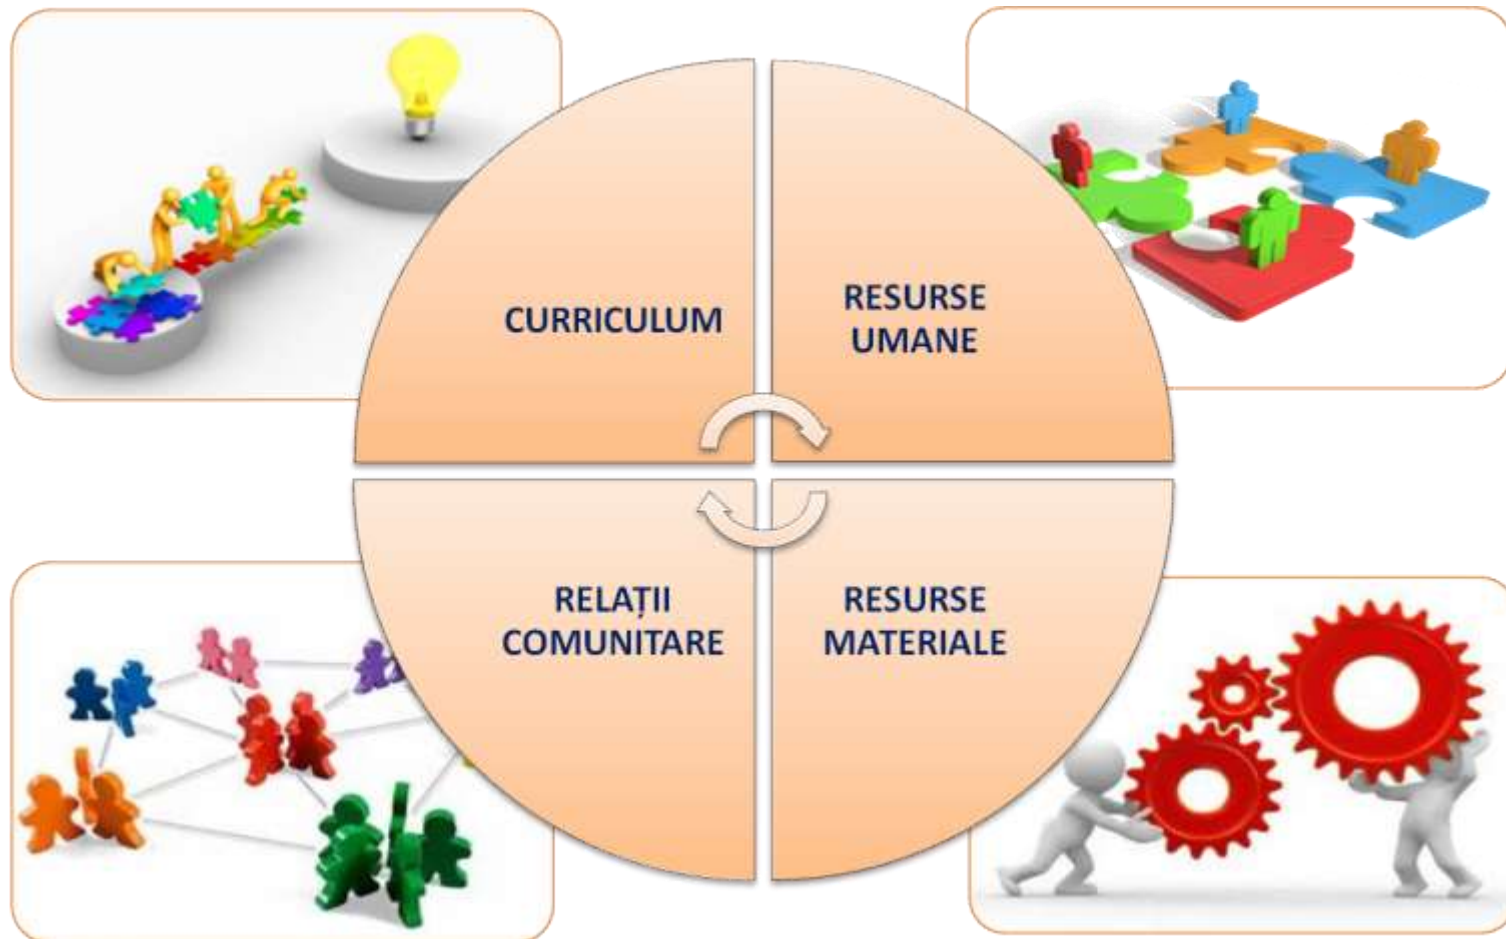 CURRICULUM
RESURSE
UMANE
RELAȚII
COMUNITARE
RESURSE
MATERIALE